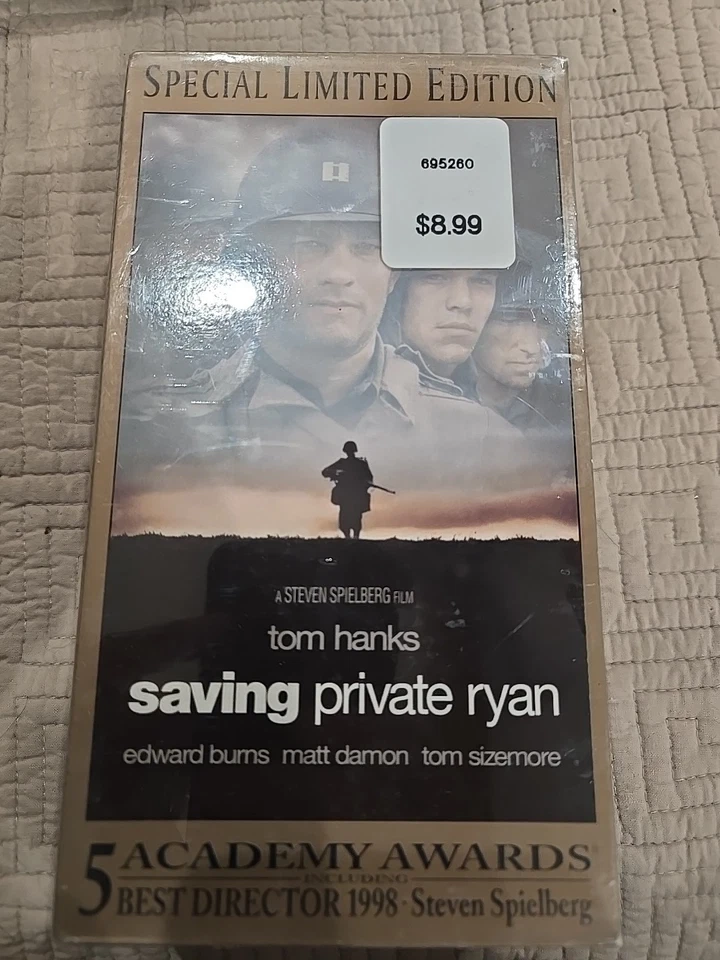 SPECIAL LIMITED EDITION
695260
$8.99
A STEVEN SPIELBERG FILM
tom hanks
saving private ryan
edward burns matt damon tom sizemore
5 ACADEMY AWARDS®
INCLUDING
BEST DIRECTOR 1998 · Steven Spielberg